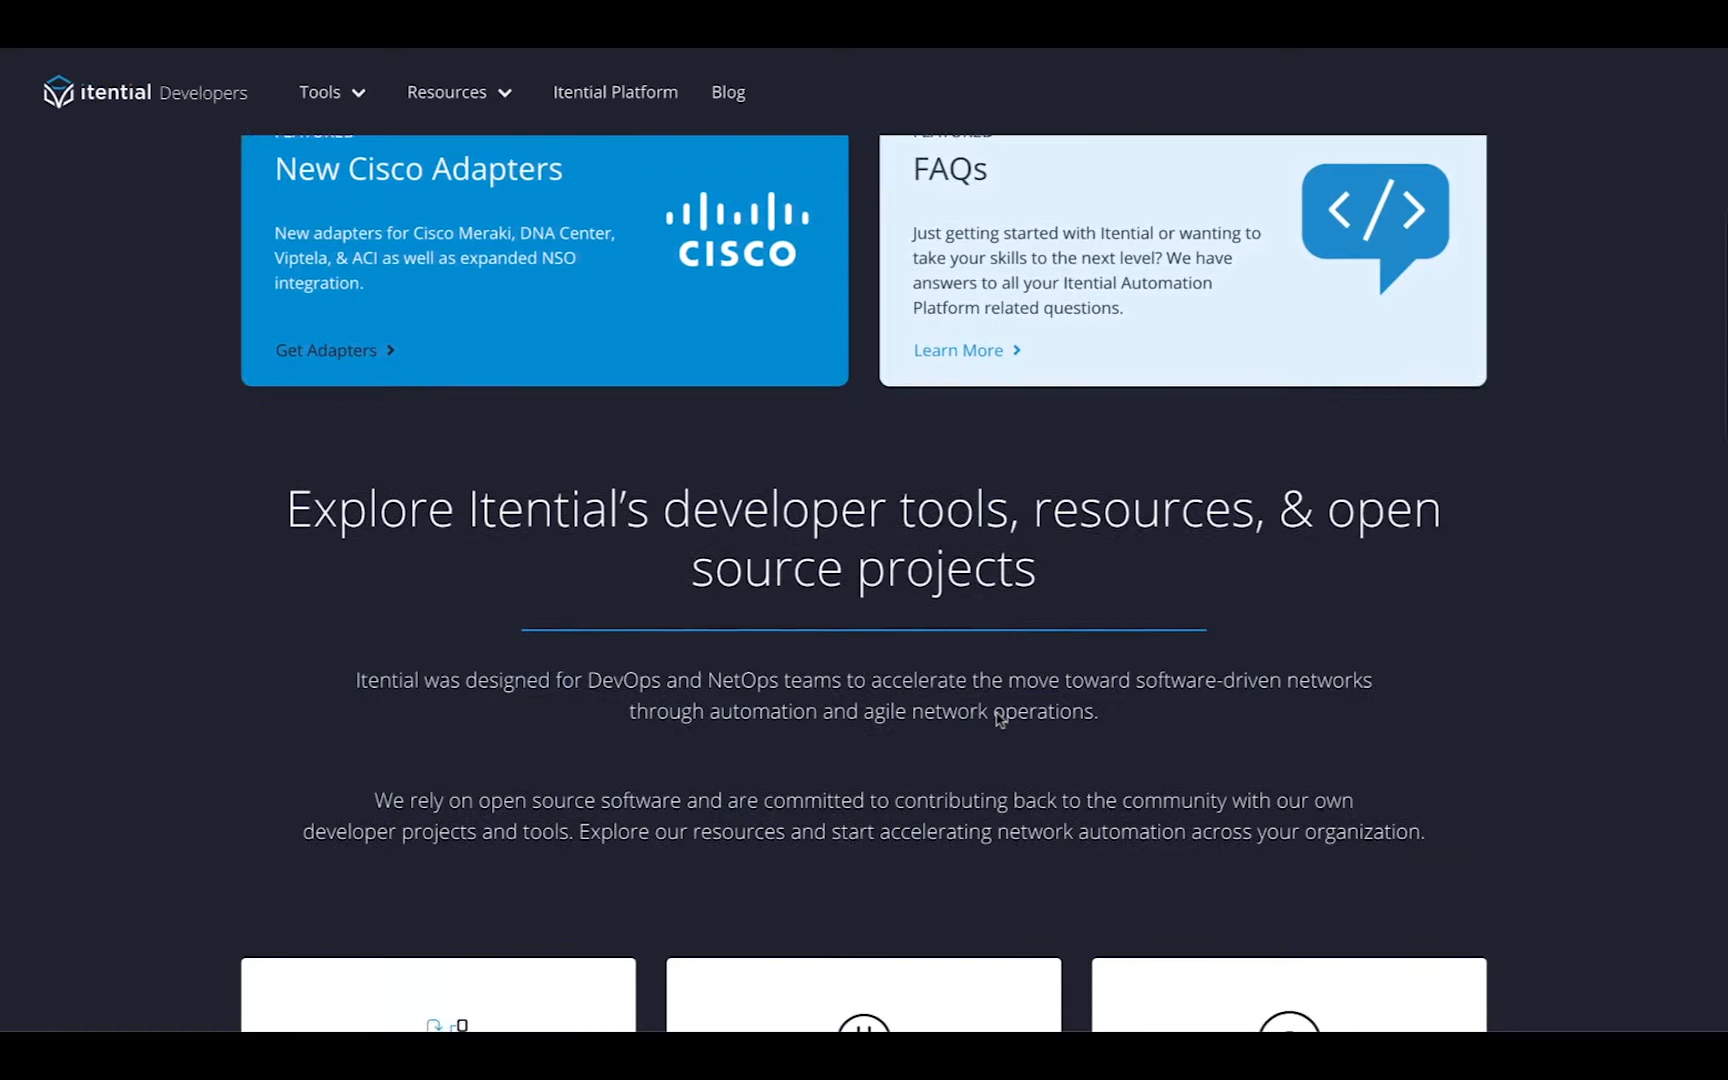 itential Developers Tools Resources Itential Platform Blog
New Cisco Adapters
New adapters for Cisco Meraki, DNA Center,
Viptela, & ACI as well as expanded NSO
integration.
CISCO
Get Adapters
FAQs
Just getting started with Itential or wanting to
take your skills to the next level? We have
answers to all your Itential Automation
Platform related questions.
</>
Learn More
Explore Itential’s developer tools, resources, & open
source projects
Itential was designed for DevOps and NetOps teams to accelerate the move toward software-driven networks
through automation and agile network operations.
We rely on open source software and are committed to contributing back to the community with our own
developer projects and tools. Explore our resources and start accelerating network automation across your organization.